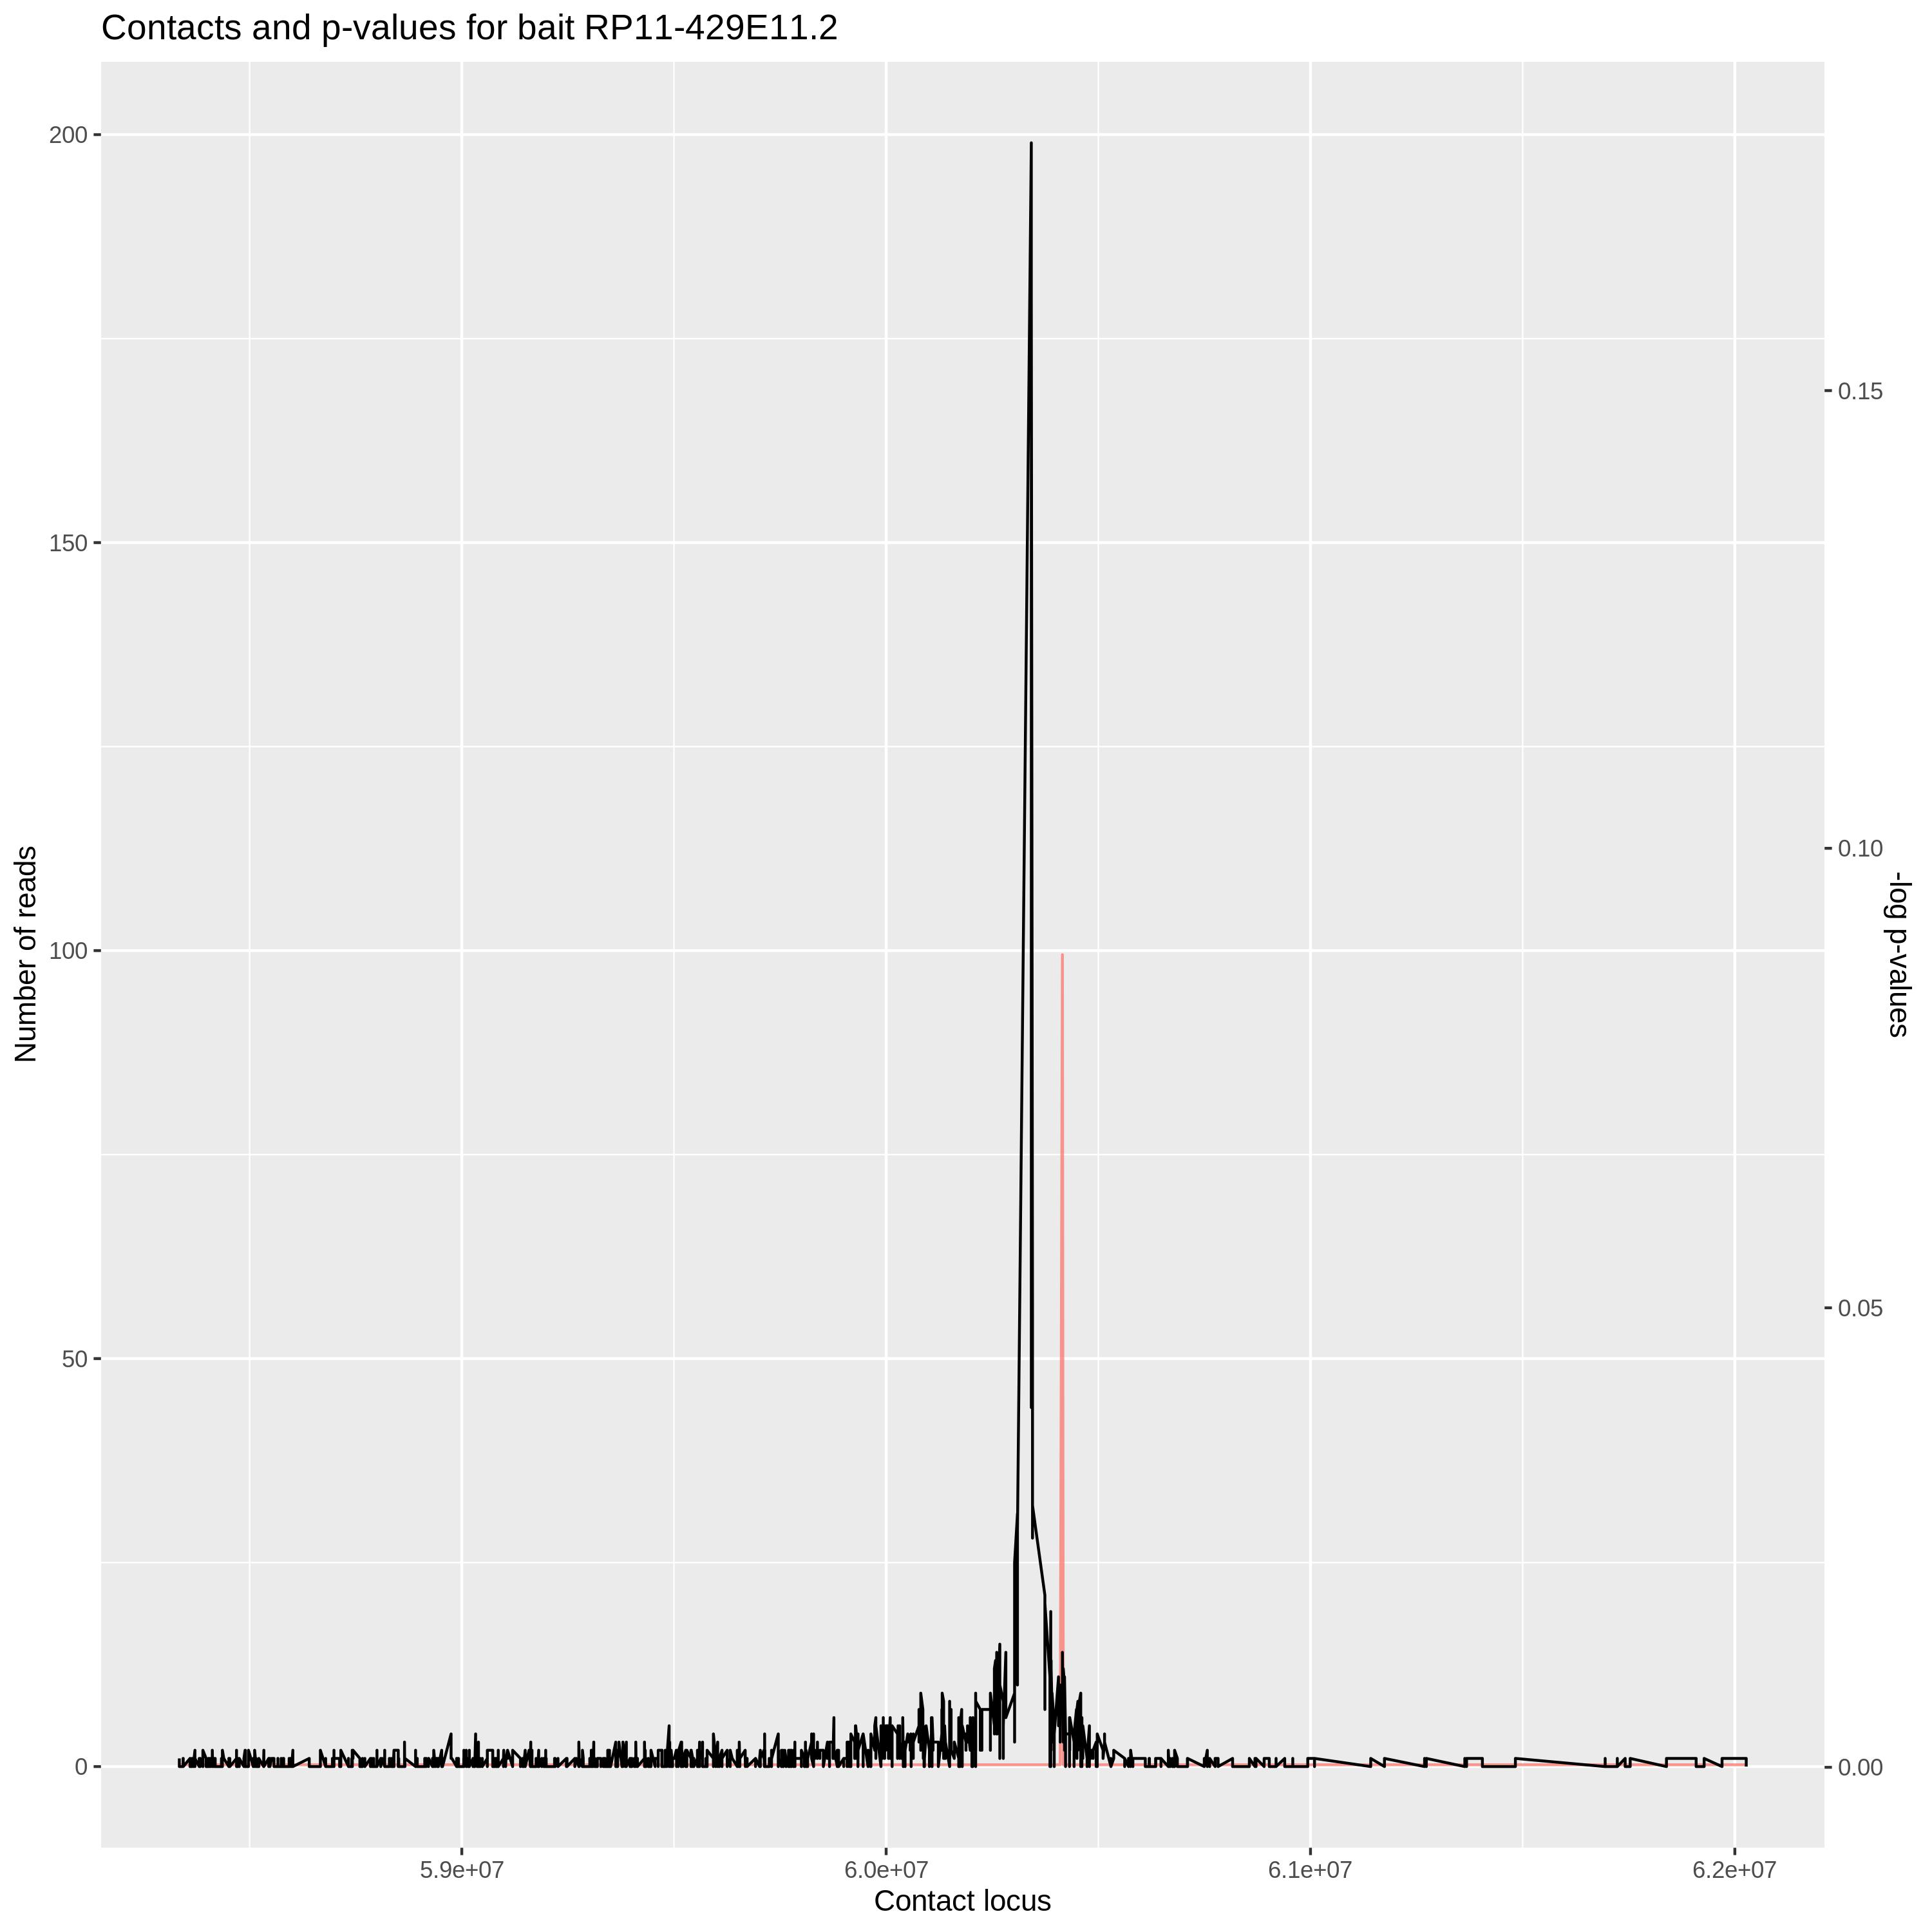 Contacts and p-values for bait RP11-429E11.2
200
150
100
50
0
Number of reads
0.15
0.10
0.05
0.00
-log p-values
5.9e+07
6.0e+07
6.1e+07
6.2e+07
Contact locus